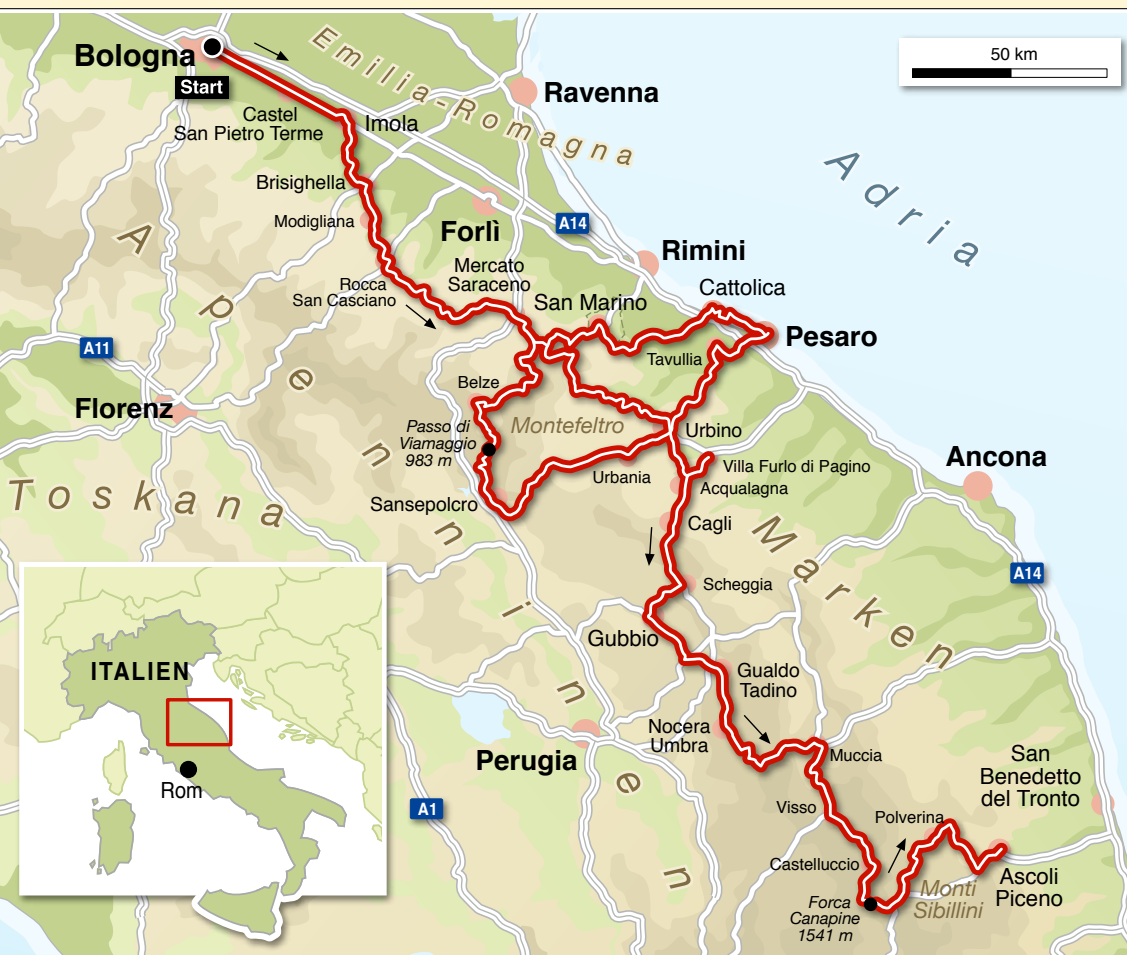 Bologna
Start
Emilia-Romagna
50 km
Ravenna
Castel
San Pietro Terme
Imola
Adria
Brisighella
Modigliana
Forlì
A14
Rimini
Apenninen
Mercato
Saraceno
Rocca
San Casciano
San Marino
Cattolica
Pesaro
A11
Tavullia
Belze
Florenz
Passo di
Viamaggio
983 m
Montefeltro
Urbino
Ancona
Villa Furlo di Pagino
Urbania
Acqualagna
Toskana
Sansepolcro
Cagli
Marken
A14
Scheggia
Gubbio
ITALIEN
Rom
Gualdo
Tadino
Nocera
Umbra
Perugia
Muccia
San
Benedetto
del Tronto
A1
Visso
Polverina
Castelluccio
Ascoli
Piceno
Monti
Sibillini
Forca
Canapine
1541 m